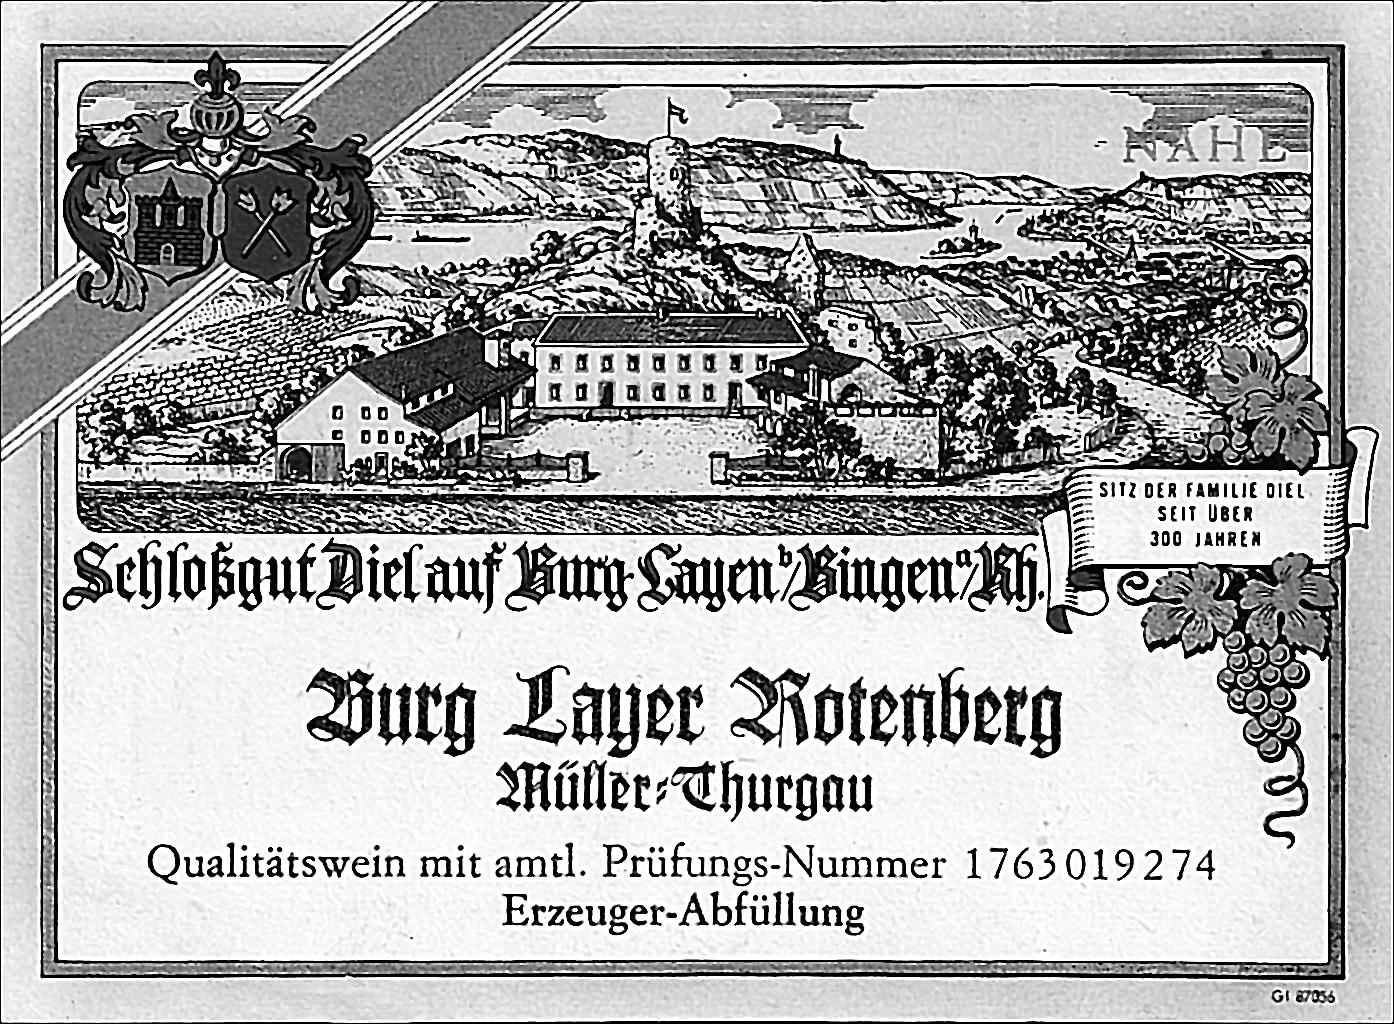 NAHE
SITZ DER FAMILIE DIEL
SEIT ÜBER
300 JAHREN
Schloßgut Diel auf Burg Layen b/Bingen a/Rh.
Burg Layer Rotenberg
Müller-Thurgau
Qualitätswein mit amtl. Prüfungs-Nummer 1763019274
Erzeuger-Abfüllung
GI 87056